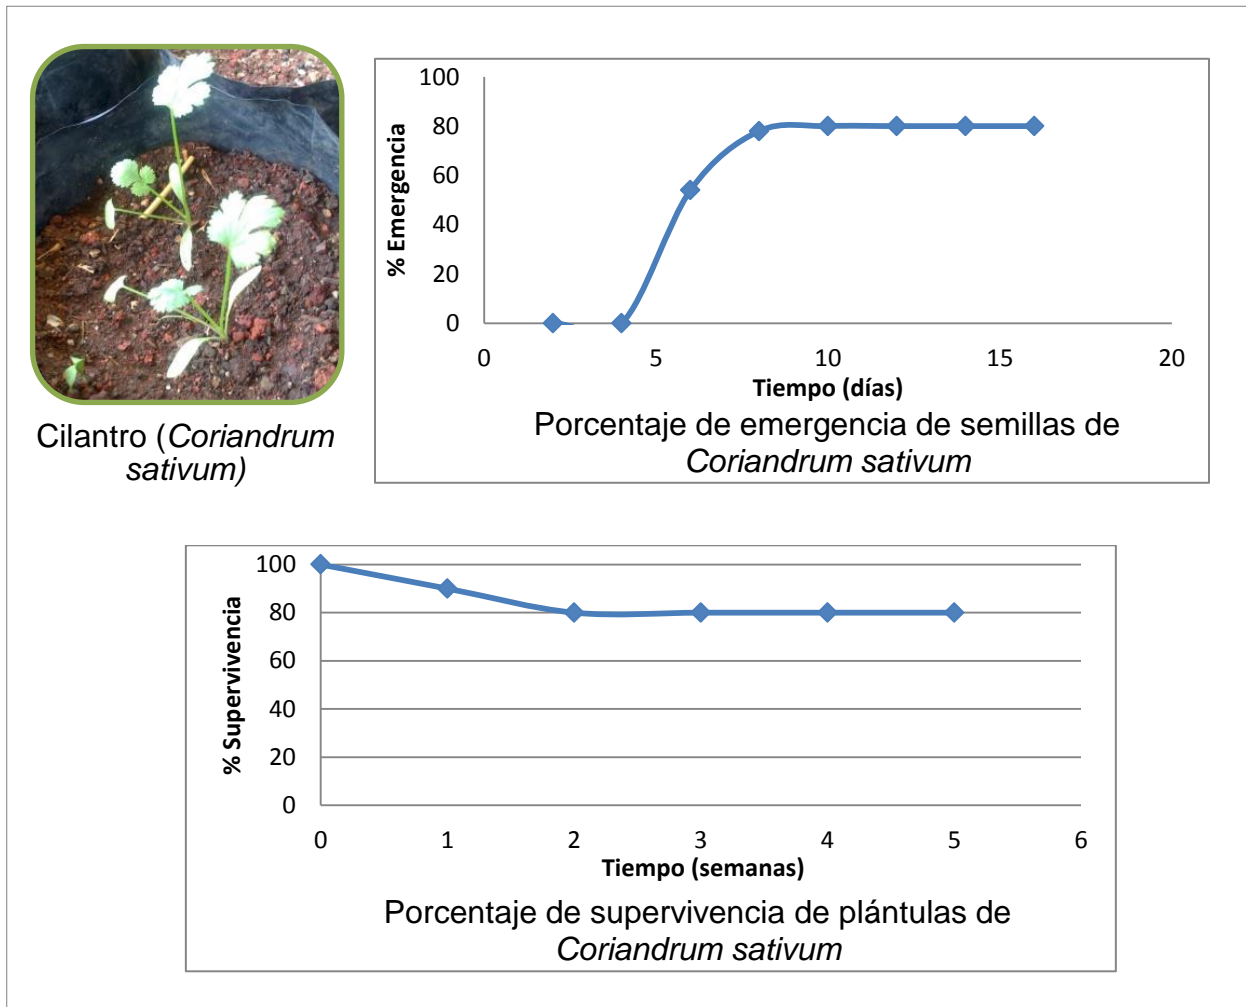 Cilantro (Coriandrum
sativum)
100
80
60
40
20
0
% Emergencia
0 5 10 15 20
Tiempo (días)
Porcentaje de emergencia de semillas de
Coriandrum sativum
100
80
60
40
20
0
% Supervivencia
0 1 2 3 4 5 6
Tiempo (semanas)
Porcentaje de supervivencia de plántulas de
Coriandrum sativum